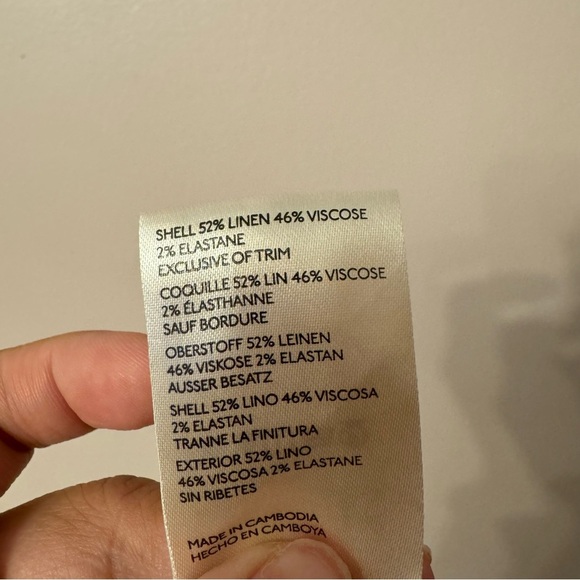 SHELL 52% LINEN 46% VISCOSE
2% ELASTANE
EXCLUSIVE OF TRIM
COQUILLE 52% LIN 46% VISCOSE
2% ÉLASTHANNE
SAUF BORDURE
OBERSTOFF 52% LEINEN
46% VISKOSE 2% ELASTAN
AUSSER BESATZ
SHELL 52% LINO 46% VISCOSA
2% ELASTAN
TRANNE LA FINITURA
EXTERIOR 52% LINO
46% VISCOSA 2% ELASTANE
SIN RIBETES
MADE IN CAMBODIA
HECHO EN CAMBOYA